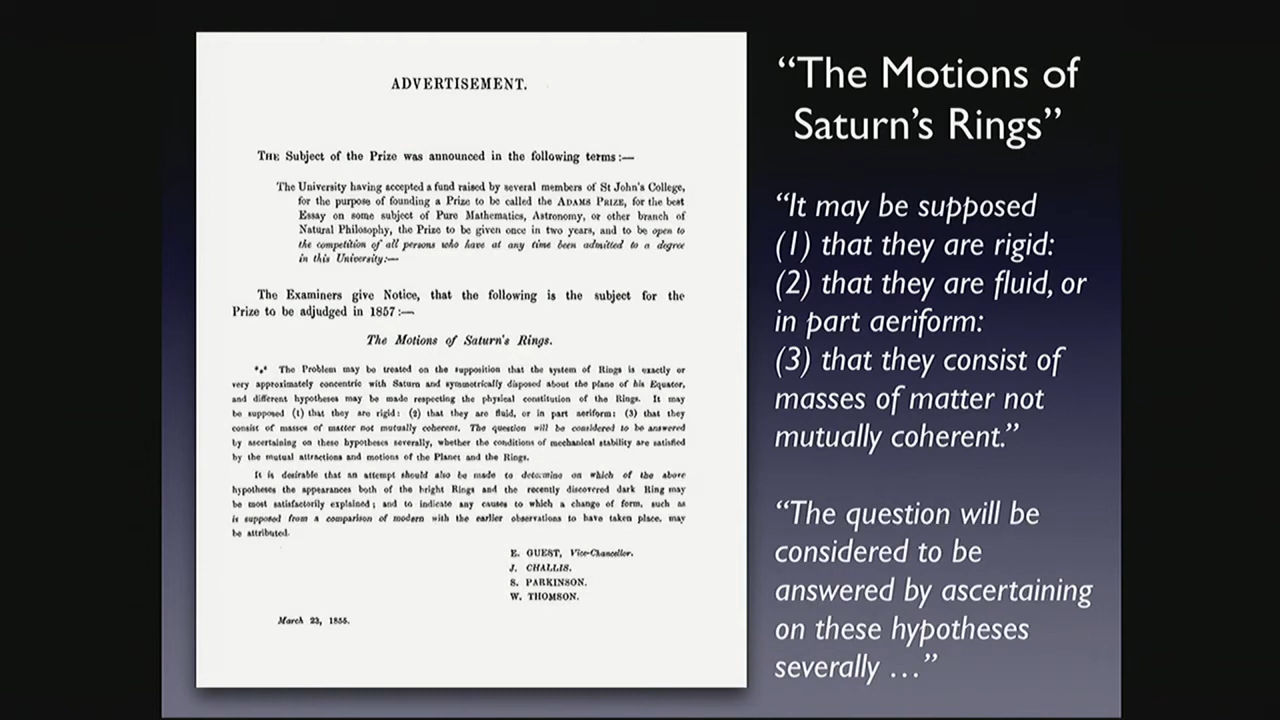 ADVERTISEMENT.
THE Subject of the Prize was announced in the following terms:—
The University having accepted a fund raised by several members of St John's College,
for the purpose of founding a Prize to be called the ADAMS PRIZE, for the best
Essay on some subject of Pure Mathematics, Astronomy, or other branch of
Natural Philosophy, the Prize to be given once in two years, and to be open to
the competition of all persons who have at any time been admitted to a degree
in this University:—
The Examiners give Notice, that the following is the subject for the
Prize to be adjudged in 1857:—
The Motions of Saturn's Rings.
*⁎* The Problem may be treated on the supposition that the system of Rings is exactly or
very approximately concentric with Saturn and symmetrically disposed about the plane of his Equator,
and different hypotheses may be made respecting the physical constitution of the Rings. It may
be supposed (1) that they are rigid: (2) that they are fluid, or in part aeriform: (3) that they
consist of masses of matter not mutually coherent. The question will be considered to be answered
by ascertaining on these hypotheses severally, whether the conditions of mechanical stability are satisfied
by the mutual attractions and motions of the Planet and the Rings.
It is desirable that an attempt should also be made to determine on which of the above
hypotheses the appearances both of the bright Rings and the recently discovered dark Ring may
be most satisfactorily explained; and to indicate any causes to which a change of form, such as
is supposed from a comparison of modern with the earlier observations to have taken place, may
be attributed.
E. GUEST, Vice-Chancellor.
J. CHALLIS.
S. PARKINSON.
W. THOMSON.
March 23, 1855.
“The Motions of
Saturn’s Rings”
“It may be supposed
(1) that they are rigid:
(2) that they are fluid, or
in part aeriform:
(3) that they consist of
masses of matter not
mutually coherent.”
“The question will be
considered to be
answered by ascertaining
on these hypotheses
severally …”